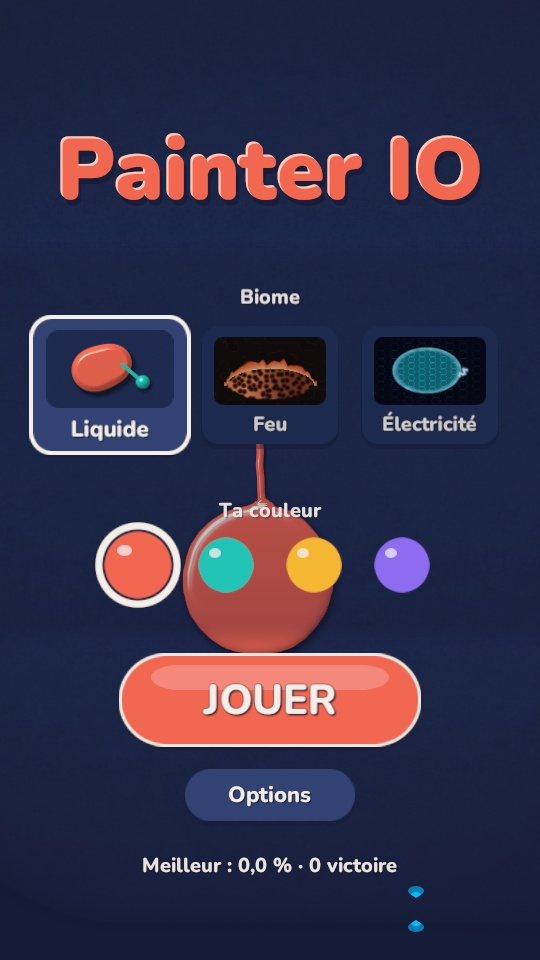 Painter IO
Biome
Liquide
Feu
Électricité
Ta couleur
JOUER
Options
Meilleur : 0,0 % · 0 victoire